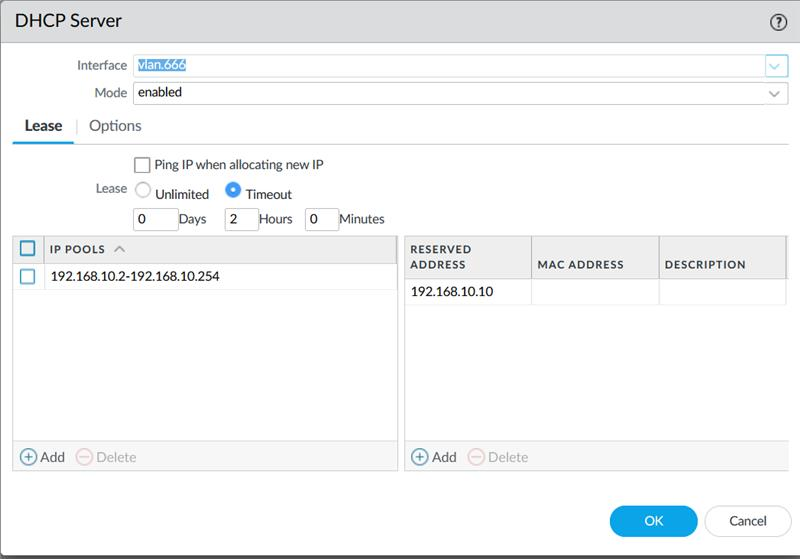 DHCP Server
Interface vlan.666
Mode enabled
Lease Options
Ping IP when allocating new IP
Lease Unlimited Timeout
0 Days 2 Hours 0 Minutes
IP POOLS
192.168.10.2-192.168.10.254
Add Delete
RESERVED ADDRESS MAC ADDRESS DESCRIPTION
192.168.10.10
Add Delete
OK Cancel